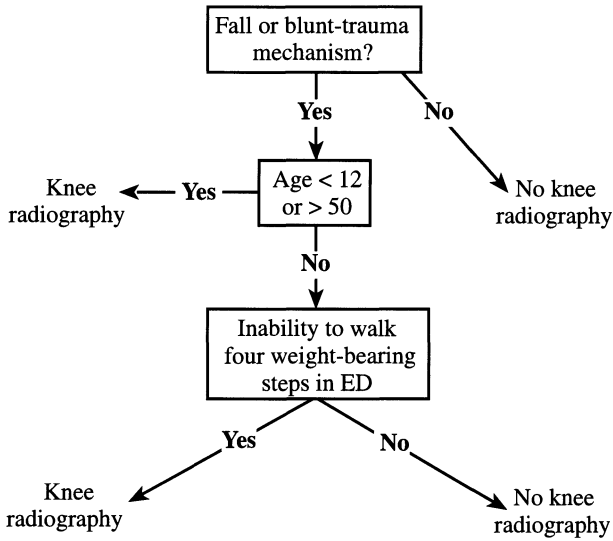 Fall or blunt-trauma
mechanism?
Yes
No
Knee
radiography
Yes
Age < 12
or > 50
No knee
radiography
No
Inability to walk
four weight-bearing
steps in ED
Yes
No
Knee
radiography
No knee
radiography